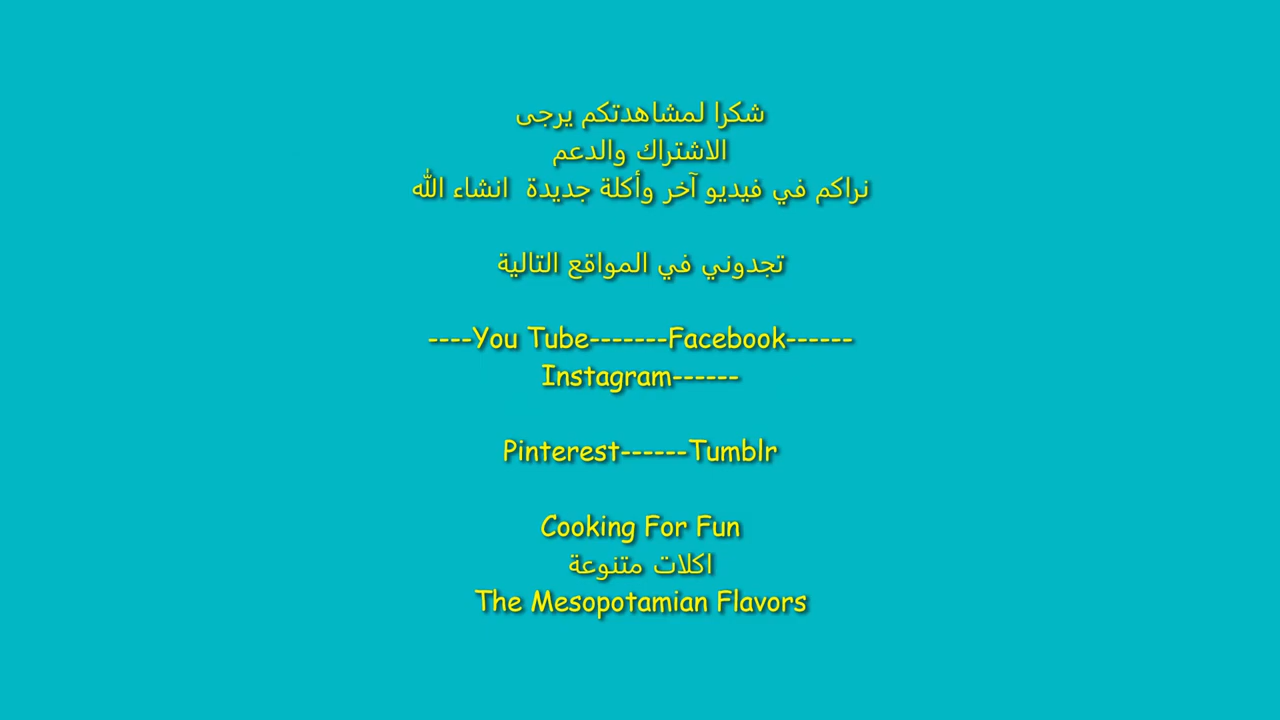 شكرا لمشاهدتكم يرجى
الاشتراك والدعم
نراكم في فيديو آخر وأكلة جديدة  انشاء الله
تجدوني في المواقع التالية
----You Tube-------Facebook------
Instagram------
Pinterest------Tumblr
Cooking For Fun
اكلات متنوعة
The Mesopotamian Flavors